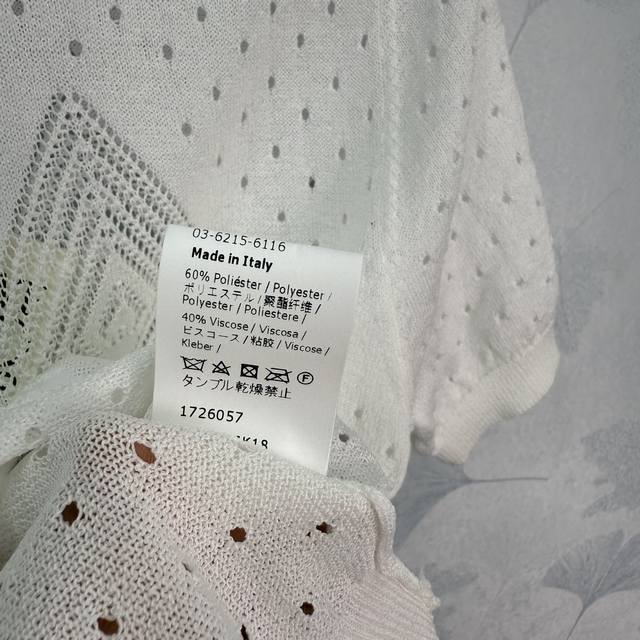 03-6215-6116
Made in Italy
60% Poliéster / Polyester /
ポリエステル / 聚酯纤维 /
Polyester / Poliestere /
40% Viscose / Viscosa /
ビスコース / 粘胶 / Viscose /
Kleber /
F
タンブル乾燥禁止
1726057
K18